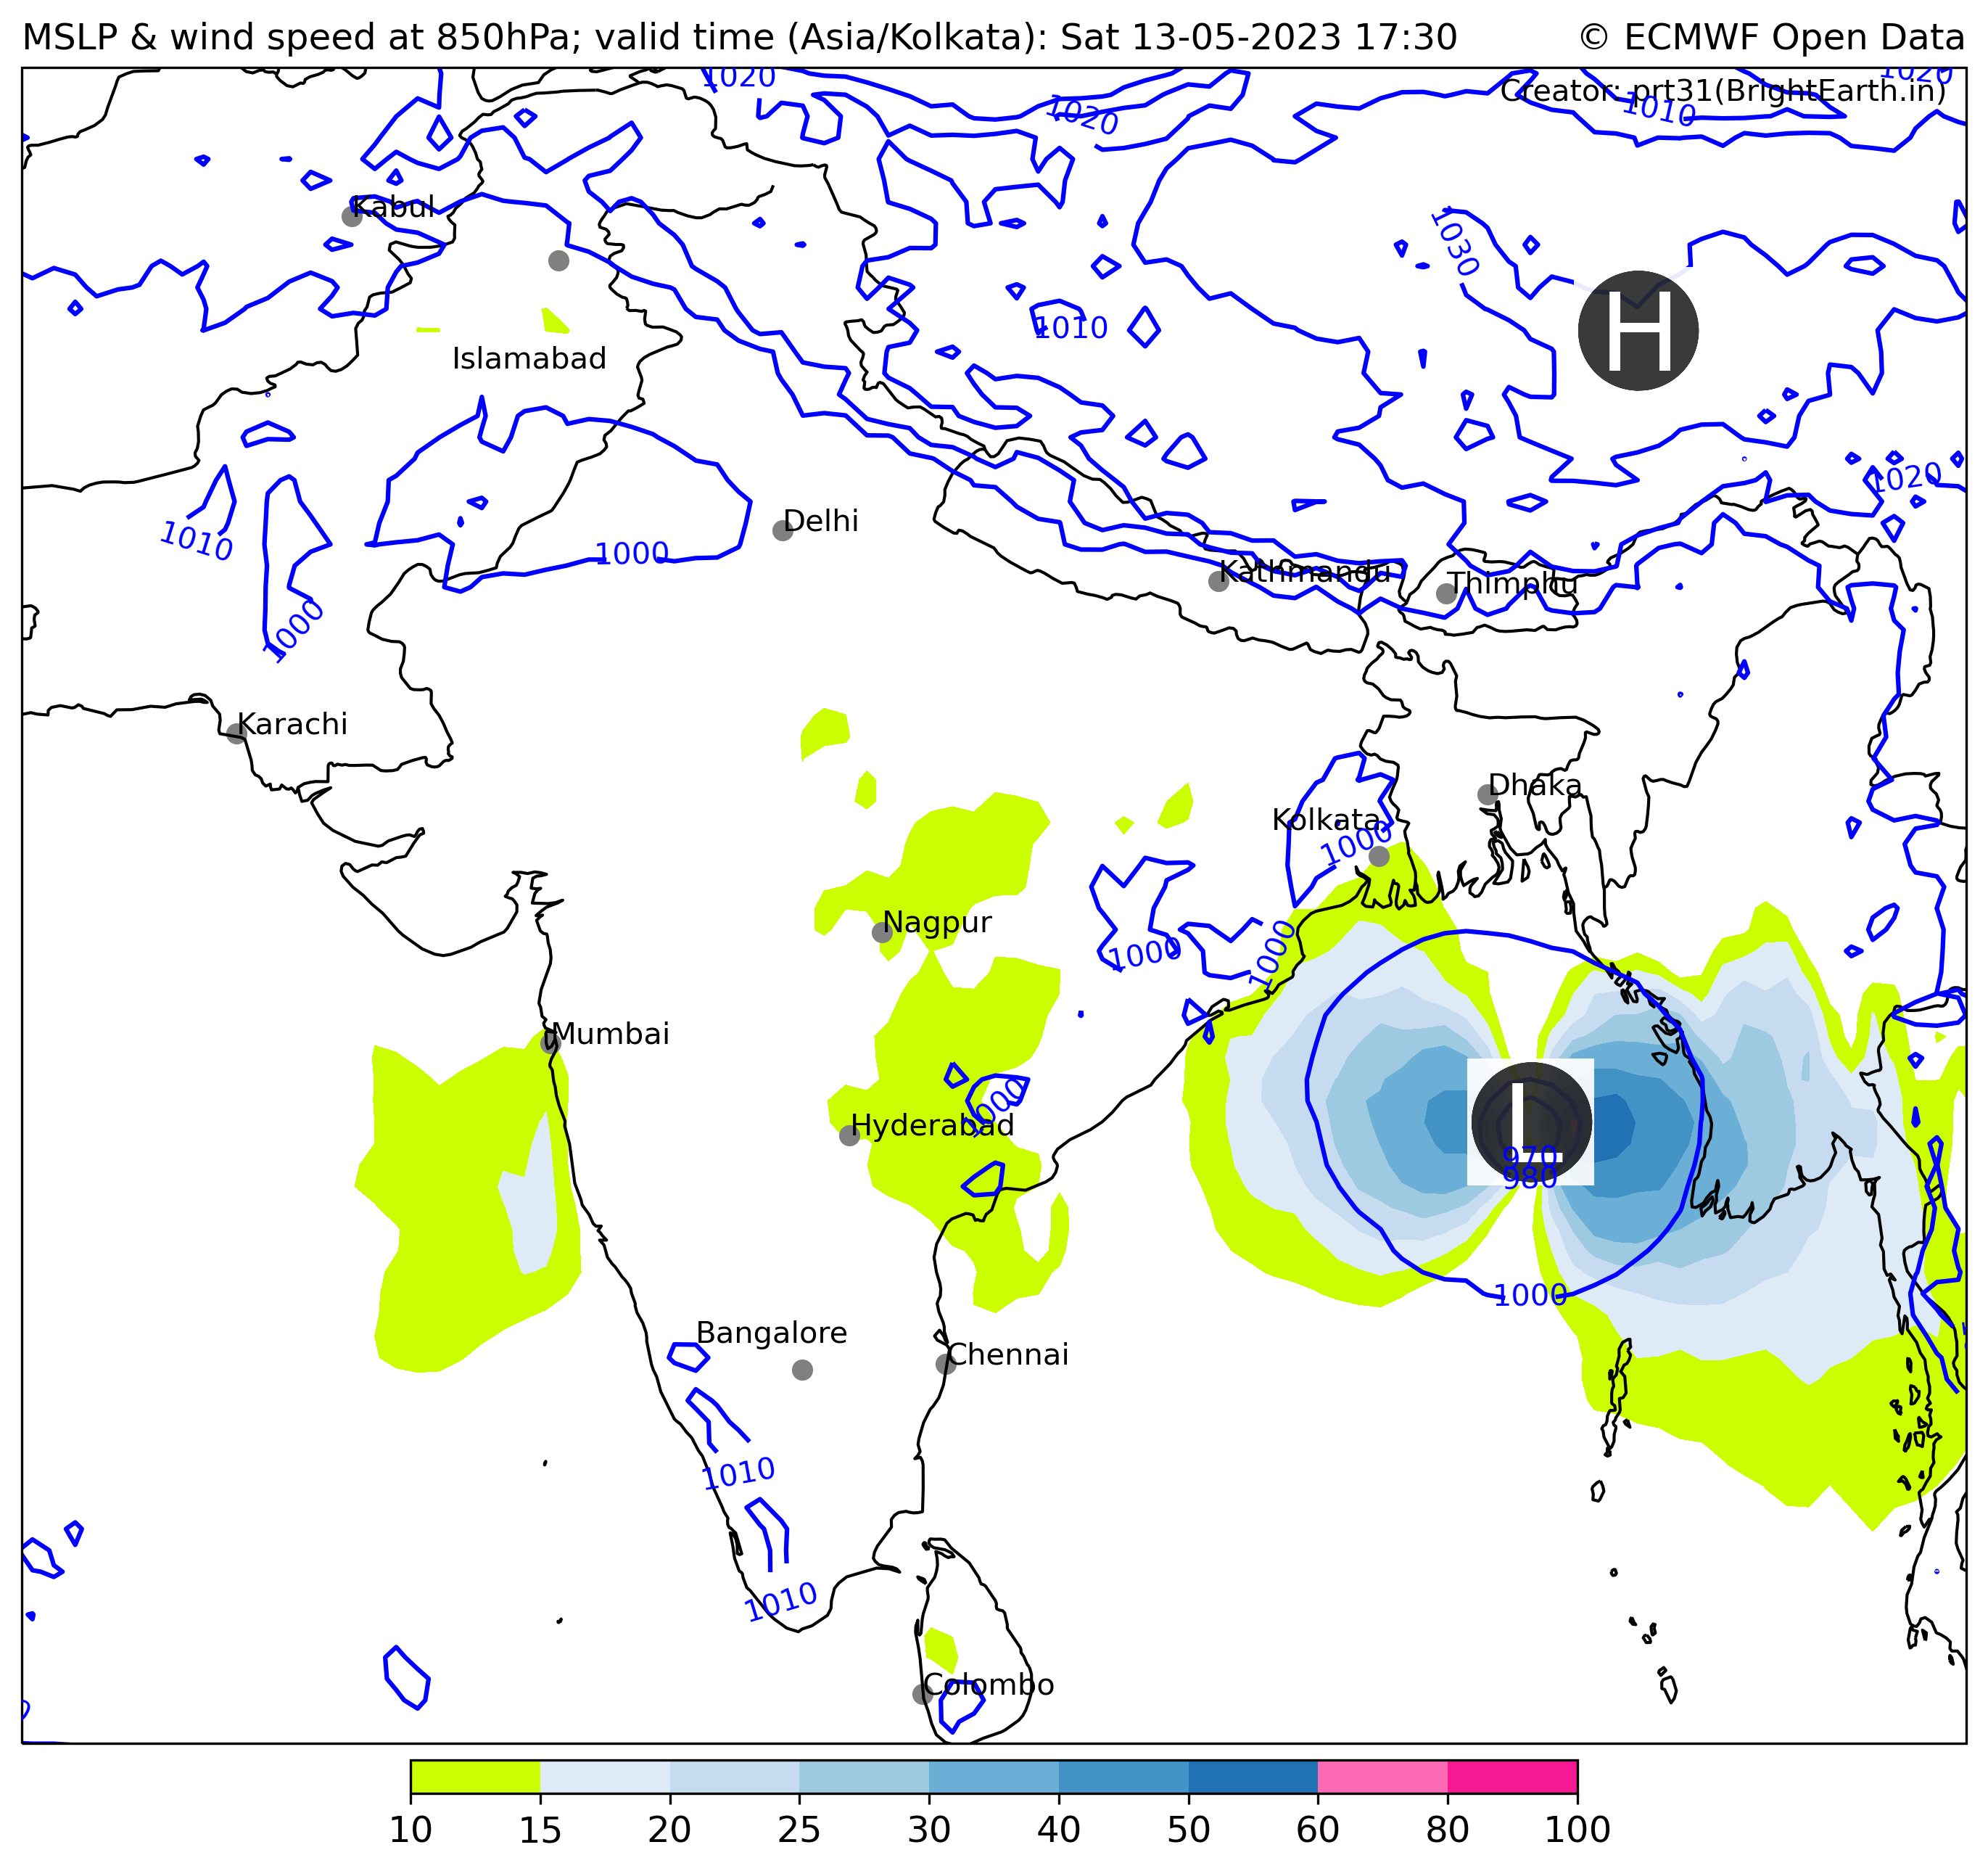 MSLP & wind speed at 850hPa; valid time (Asia/Kolkata): Sat 13-05-2023 17:30
© ECMWF Open Data
1020
1020
Creator: prt31(BrightEarth.in)
1020
1010
Kabul
1030
H
1010
Islamabad
1020
1010
Delhi
1000
Kathmandu
Thimphu
1000
Karachi
Dhaka
Kolkata
1000
Nagpur
1000
1000
Mumbai
1000
Hyderabad
L
970
980
1000
Bangalore
Chennai
1010
1010
Colombo
10 15 20 25 30 40 50 60 80 100